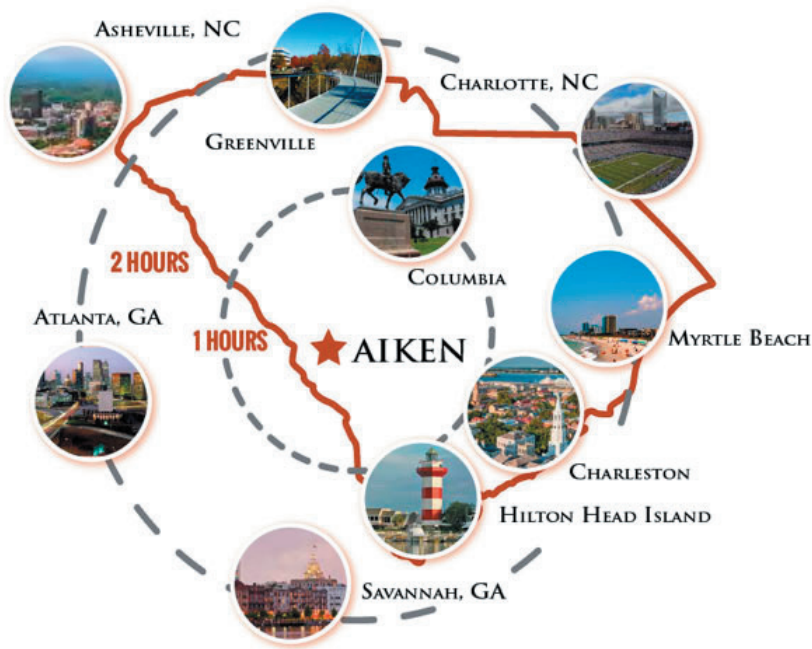 Asheville, NC
Charlotte, NC
Greenville
Columbia
2 HOURS
Atlanta, GA
1 HOURS
AIKEN
Myrtle Beach
Charleston
Hilton Head Island
Savannah, GA